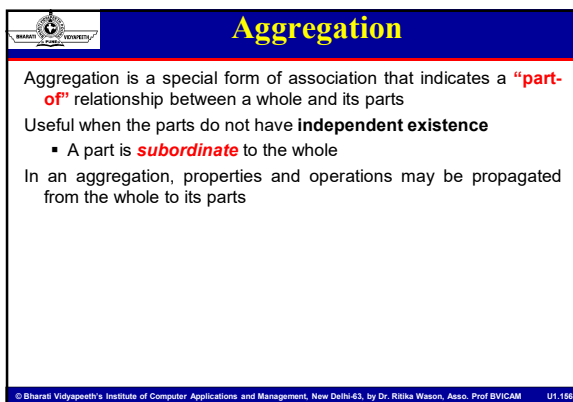 BHARATI
VIDYAPEETH
PUNE
Aggregation
Aggregation is a special form of association that indicates a “part-
of” relationship between a whole and its parts
Useful when the parts do not have independent existence
▪ A part is subordinate to the whole
In an aggregation, properties and operations may be propagated
from the whole to its parts
© Bharati Vidyapeeth’s Institute of Computer Applications and Management, New Delhi-63, by Dr. Ritika Wason, Asso. Prof BVICAM U1.156